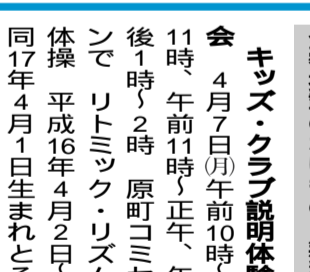 キッズ・クラブ説明体験
会　4月7日㈪午前10時～
11時、午前11時～正午、午
後1時～2時　原町コミセ
ンで　リトミック・リズム
体操　平成16年4月2日～
同17年4月1日生まれと